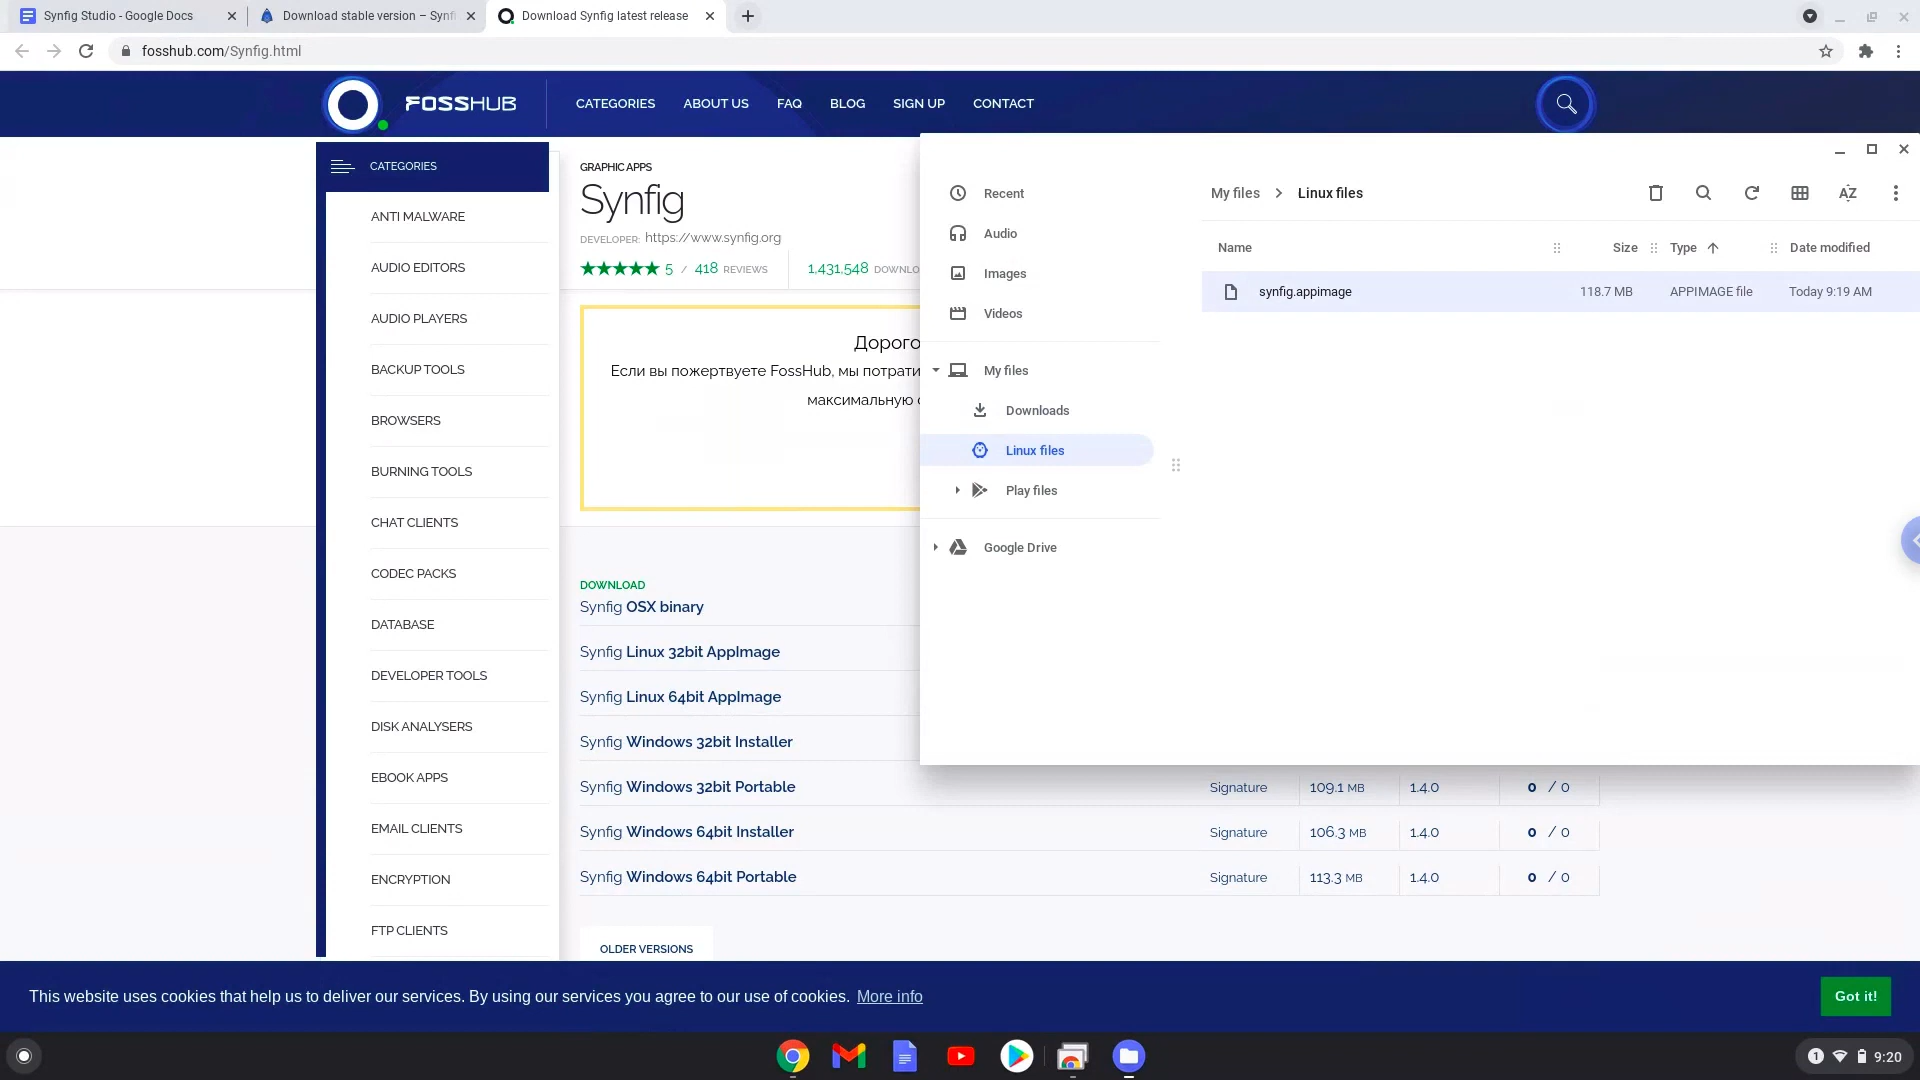 Synfig Studio - Google Docs
Download stable version – Synfi
Download Synfig latest release
fosshub.com/Synfig.html
FOSSHUB
CATEGORIES
ABOUT US
FAQ
BLOG
SIGN UP
CONTACT
CATEGORIES
ANTI MALWARE
AUDIO EDITORS
AUDIO PLAYERS
BACKUP TOOLS
BROWSERS
BURNING TOOLS
CHAT CLIENTS
CODEC PACKS
DATABASE
DEVELOPER TOOLS
DISK ANALYSERS
EBOOK APPS
EMAIL CLIENTS
ENCRYPTION
FTP CLIENTS
GRAPHIC APPS
Synfig
DEVELOPER: https://www.synfig.org
5 / 418 REVIEWS
1,431,548 DOWNLO
Дорого
Если вы пожертвуете FossHub, мы потрати
максимальную
DOWNLOAD
Synfig OSX binary
Synfig Linux 32bit AppImage
Synfig Linux 64bit AppImage
Synfig Windows 32bit Installer
Synfig Windows 32bit Portable Signature 109.1 MB 1.4.0 0 / 0
Synfig Windows 64bit Installer Signature 106.3 MB 1.4.0 0 / 0
Synfig Windows 64bit Portable Signature 113.3 MB 1.4.0 0 / 0
OLDER VERSIONS
Recent
Audio
Images
Videos
My files
Downloads
Linux files
Play files
Google Drive
My files
Linux files
AZ
Name Size Type Date modified
synfig.appimage 118.7 MB APPIMAGE file Today 9:19 AM
This website uses cookies that help us to deliver our services. By using our services you agree to our use of cookies. More info
Got it!
1
9:20